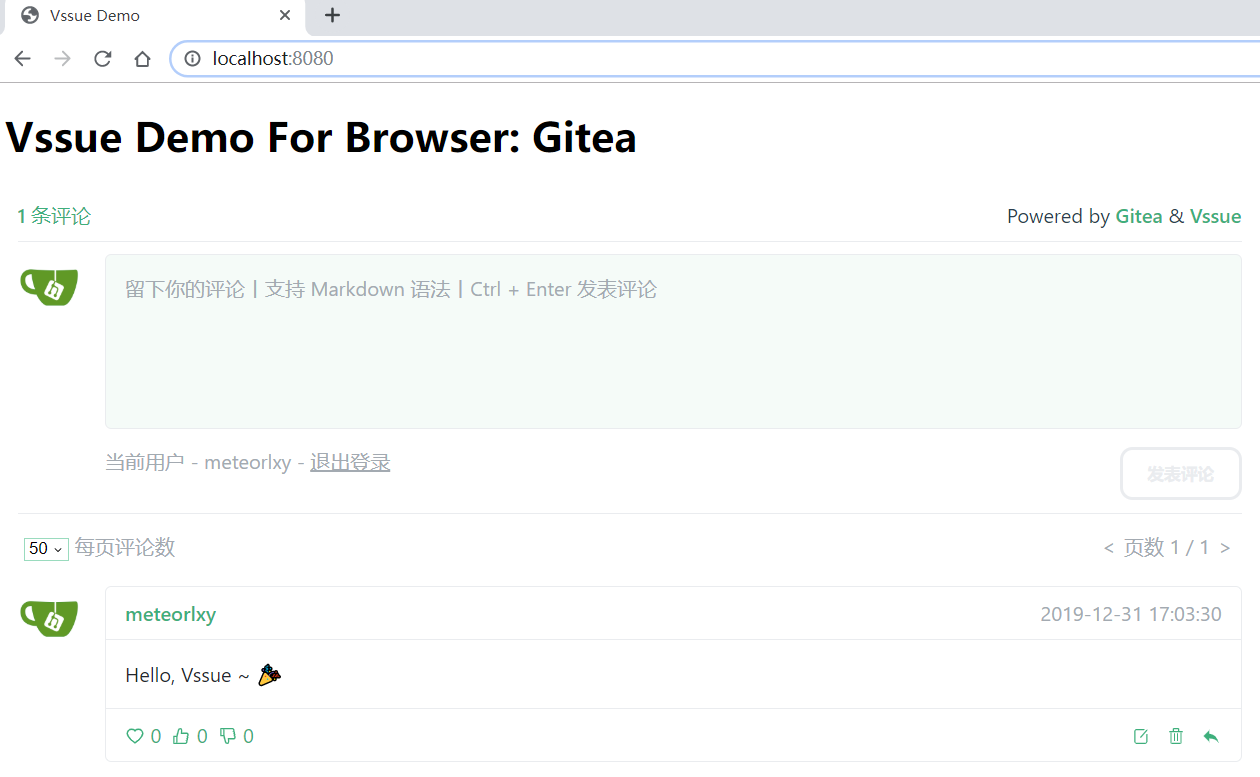 Vssue Demo
localhost:8080
Vssue Demo For Browser: Gitea
1 条评论
Powered by Gitea & Vssue
留下你的评论丨支持 Markdown 语法丨Ctrl + Enter 发表评论
当前用户 - meteorlxy - 退出登录
发表评论
50 每页评论数
< 页数 1 / 1 >
meteorlxy
2019-12-31 17:03:30
Hello, Vssue ~ 🎉
0 0 0